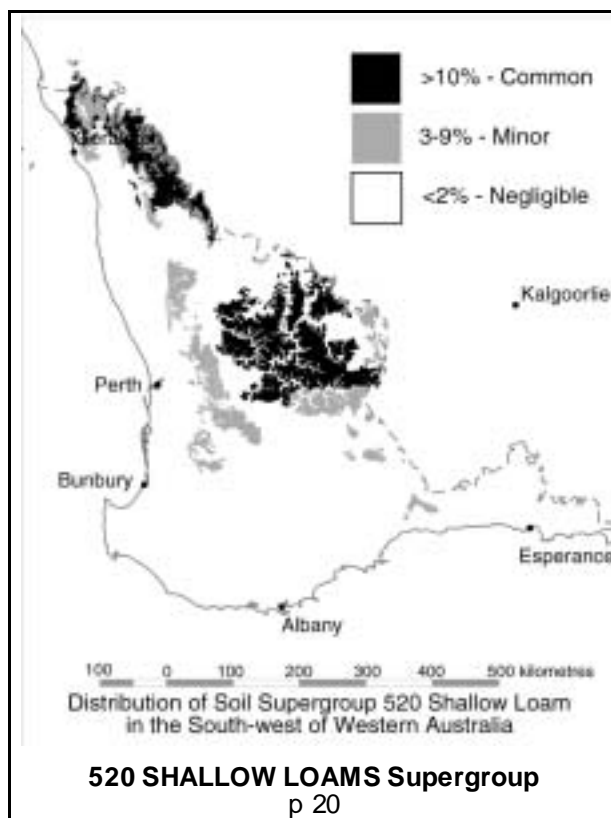 >10% - Common
3-9% - Minor
<2% - Negligible
Kalgoorlie
Perth
Bunbury
Esperance
Albany
100 0 100 200 300 500 kilometres
Distribution of Soil Supergroup 520 Shallow Loam
in the South-west of Western Australia
520 SHALLOW LOAMS Supergroup
p 20